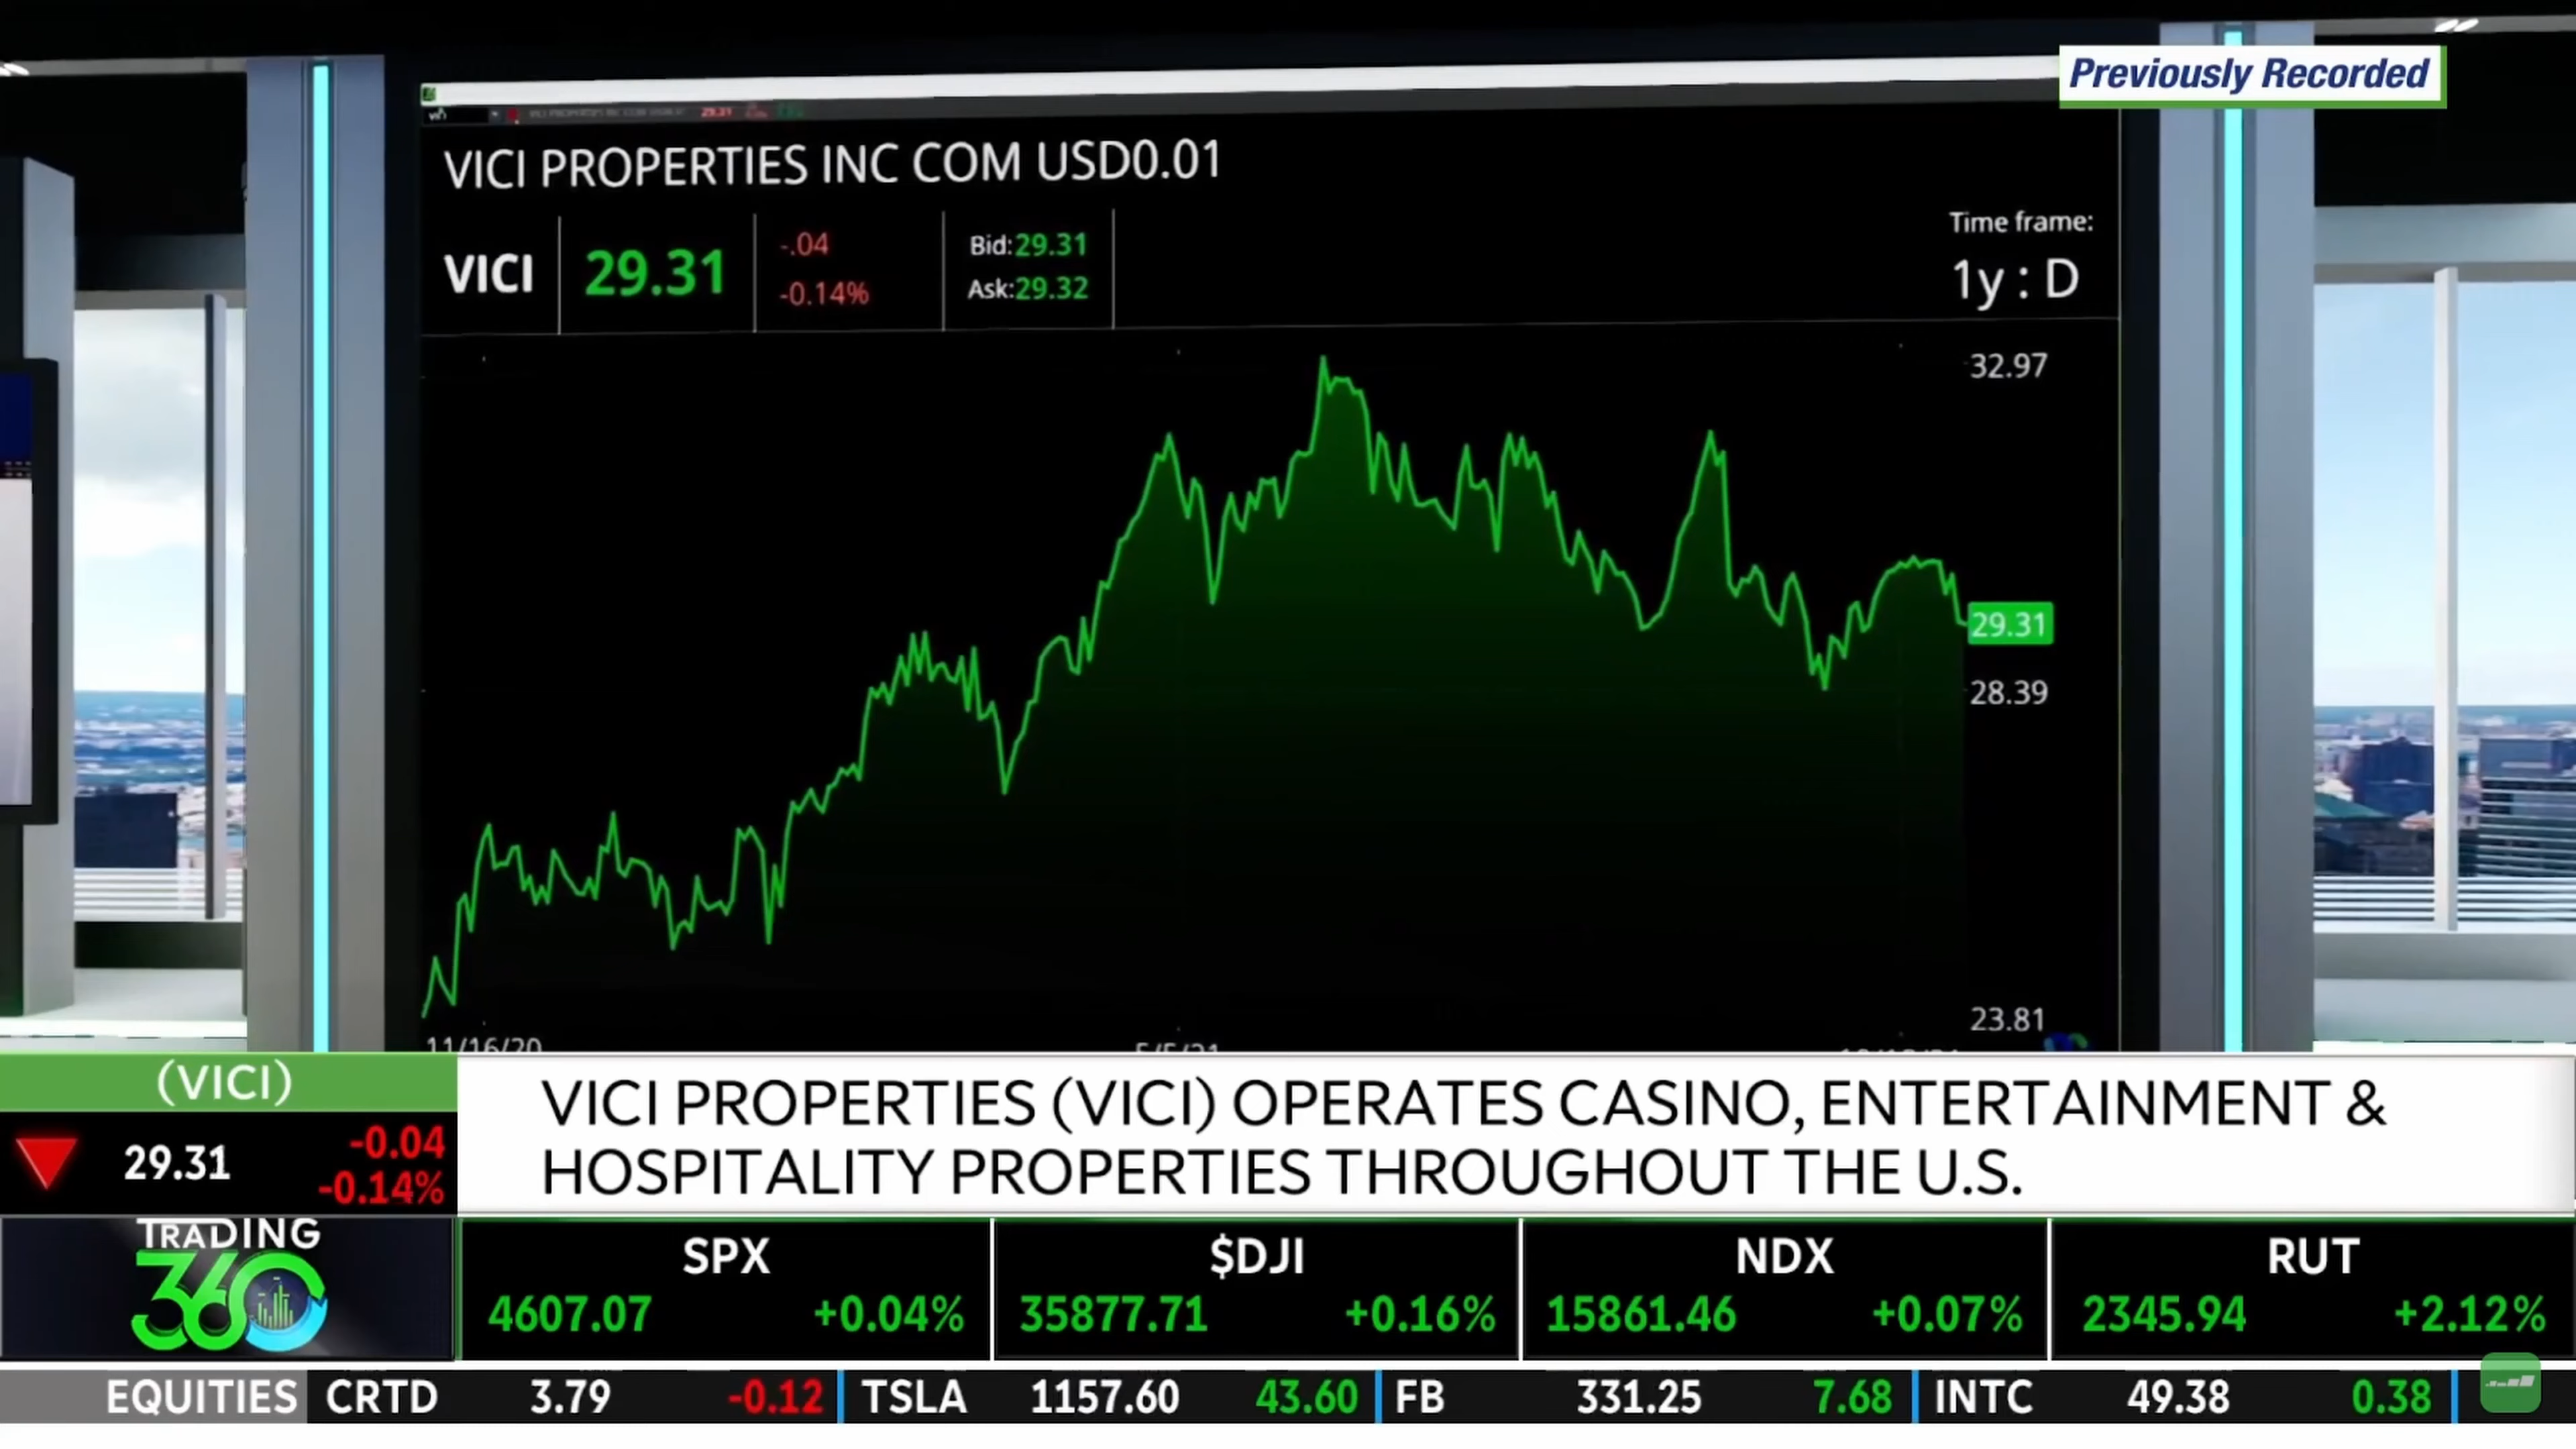 Previously Recorded
VICI PROPERTIES INC COM USD0.01
VICI
29.31
-.04
-0.14%
Bid:29.31
Ask:29.32
Time frame:
1y : D
32.97
29.31
28.39
23.81
11/16/20
5/5/21
(VICI)
29.31
-0.04
-0.14%
VICI PROPERTIES (VICI) OPERATES CASINO, ENTERTAINMENT &
HOSPITALITY PROPERTIES THROUGHOUT THE U.S.
TRADING
360
SPX
4607.07 +0.04%
$DJI
35877.71 +0.16%
NDX
15861.46 +0.07%
RUT
2345.94 +2.12%
EQUITIES CRTD 3.79 -0.12 TSLA 1157.60 43.60 FB 331.25 7.68 INTC 49.38 0.38